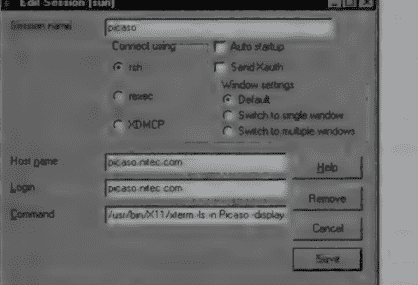 Edit Session [sun]
Session name picaso
Connect using
Auto startup
rsh
Send Xauth
rexec
Window settings
Default
XDMCP
Switch to single window
Switch to multiple windows
Host name picaso.nitec.com
Help
Login picaso.nitec.com
Remove
Command /usr/bin/X11/xterm -ls -n Picaso -display
Cancel
Save